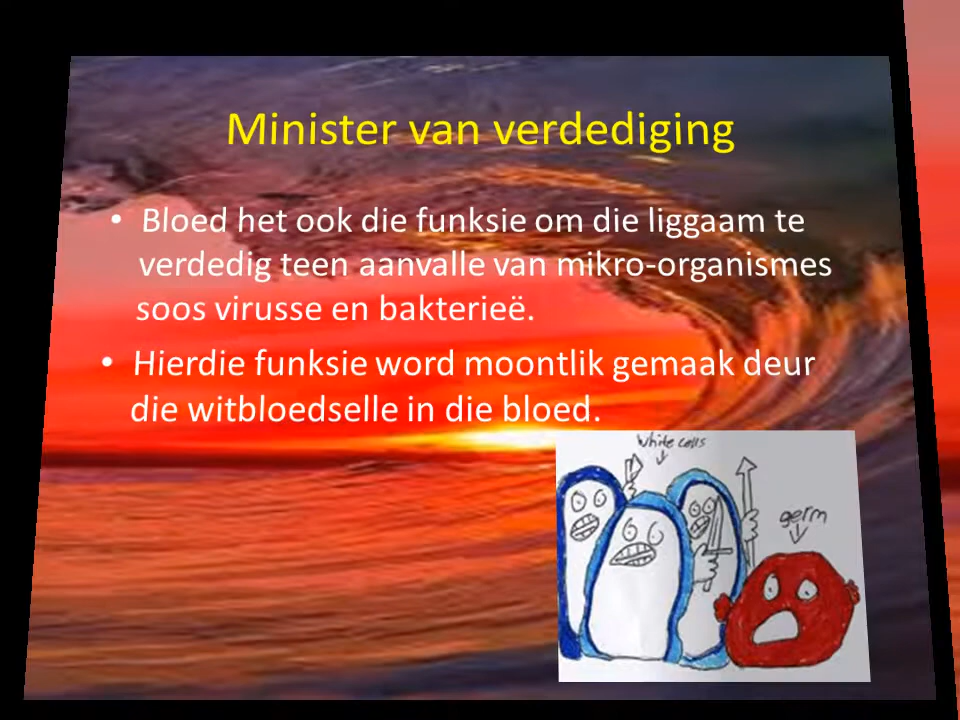 Minister van verdediging
• Bloed het ook die funksie om die liggaam te
verdedig teen aanvalle van mikro-organismes
soos virusse en bakterieë.
• Hierdie funksie word moontlik gemaak deur
die witbloedselle in die bloed.
White cells
germ